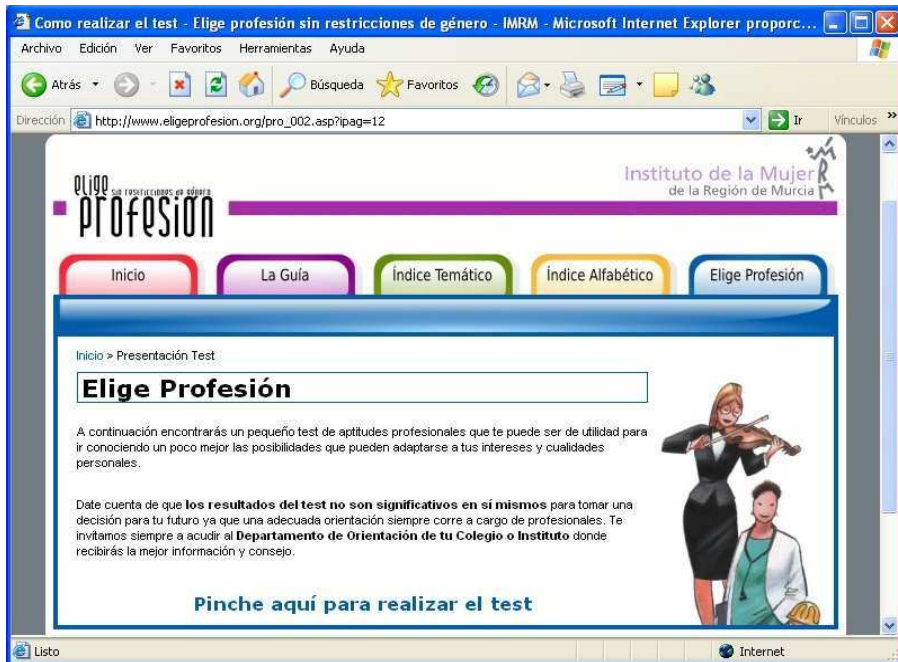 Como realizar el test - Elige profesión sin restricciones de género - IMRM - Microsoft Internet Explorer proporc...
Archivo Edición Ver Favoritos Herramientas Ayuda
Atrás Búsqueda Favoritos
Dirección http://www.eligeprofesion.org/pro_002.asp?ipag=12 Ir Vínculos »
Instituto de la Mujer
de la Región de Murcia
elige sin restricciones de género
profesión
Inicio La Guía Índice Temático Índice Alfabético Elige Profesión
Inicio > Presentación Test
Elige Profesión
A continuación encontrarás un pequeño test de aptitudes profesionales que te puede ser de utilidad para
ir conociendo un poco mejor las posibilidades que pueden adaptarse a tus intereses y cualidades
personales.
Date cuenta de que los resultados del test no son significativos en sí mismos para tomar una
decisión para tu futuro ya que una adecuada orientación siempre corre a cargo de profesionales. Te
invitamos siempre a acudir al Departamento de Orientación de tu Colegio o Instituto donde
recibirás la mejor información y consejo.
Pinche aquí para realizar el test
Listo Internet